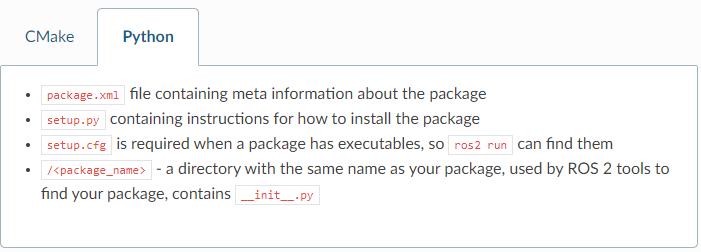 CMake
Python
package.xml file containing meta information about the package
setup.py containing instructions for how to install the package
setup.cfg is required when a package has executables, so ros2 run can find them
/<package_name> - a directory with the same name as your package, used by ROS 2 tools to
find your package, contains __init__.py